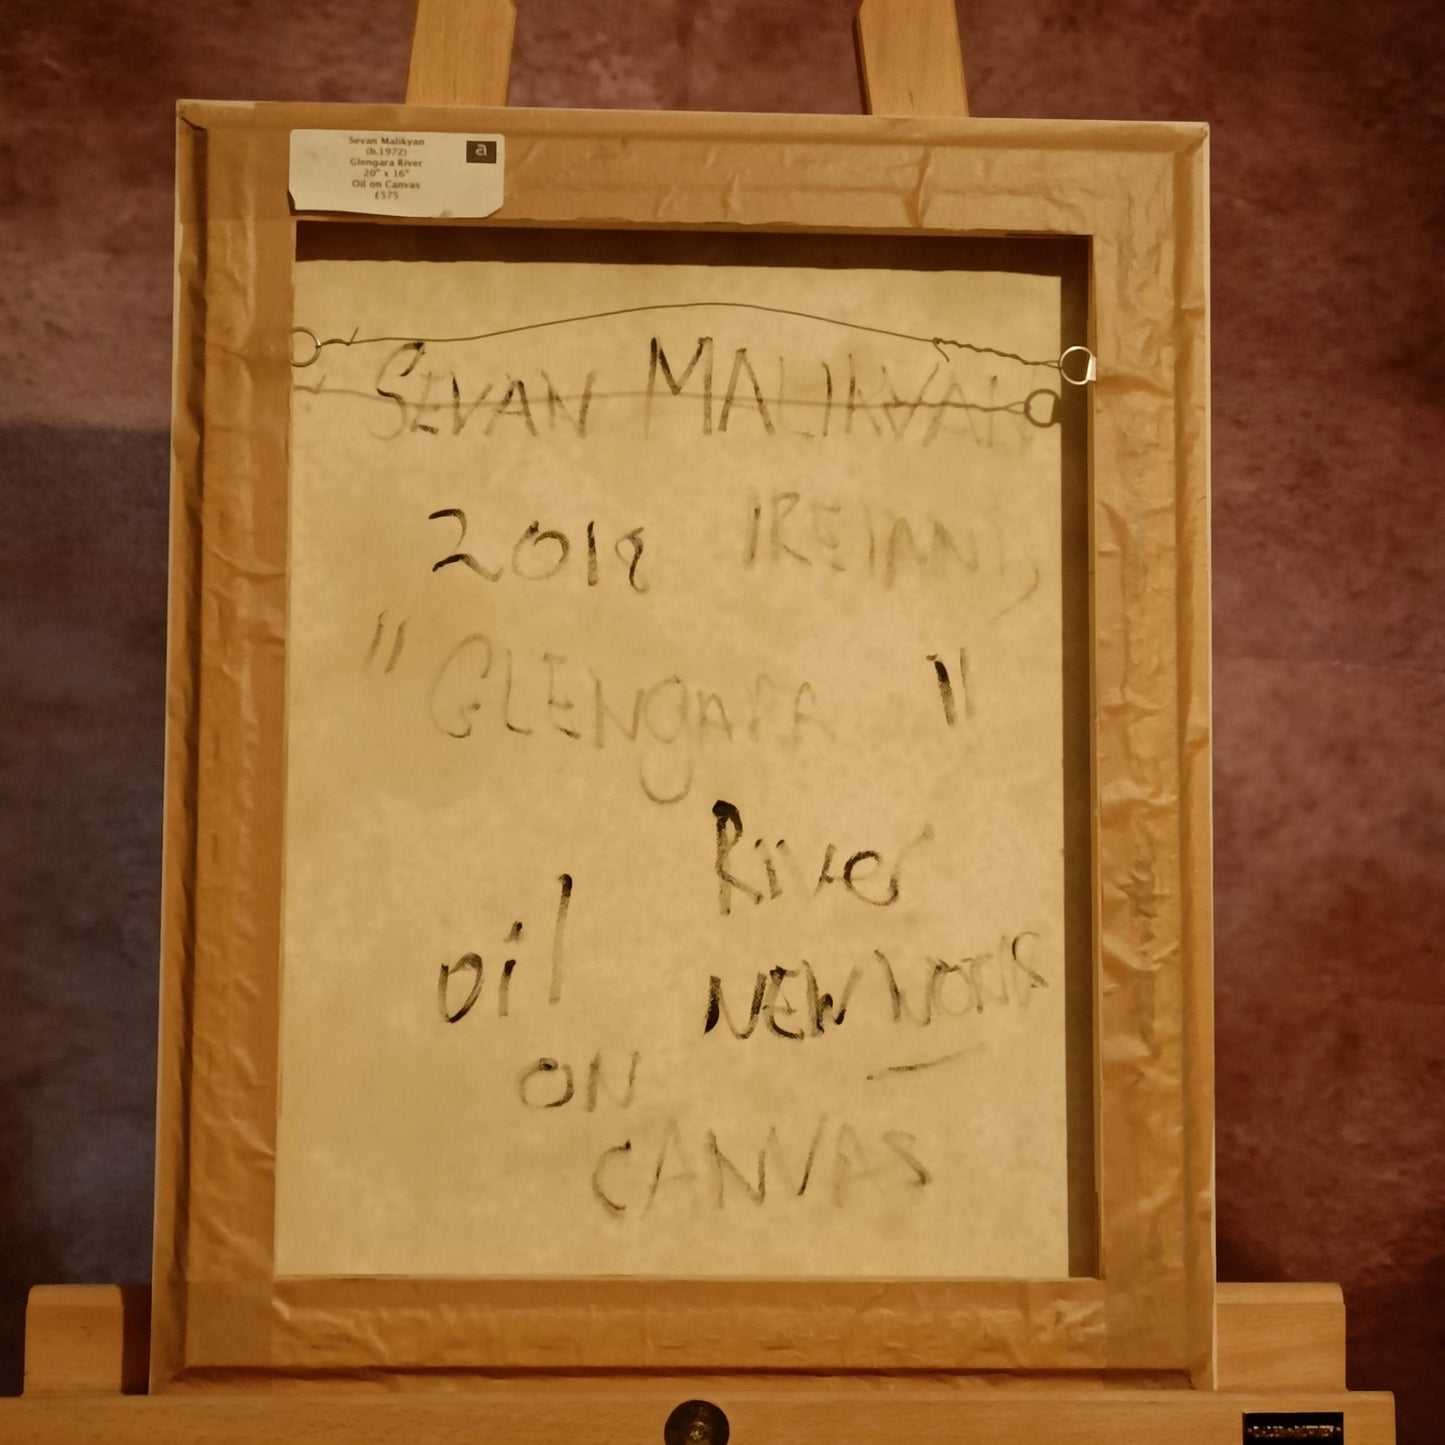 Sevan Malikyan
(b.1972)
Glengara River
20" x 16"
Oil on Canvas
£575
a
SEVAN MALIKYAN
2018 IRELAND
"GLENGARA "
River
oil NEW WORK
ON
CANVAS